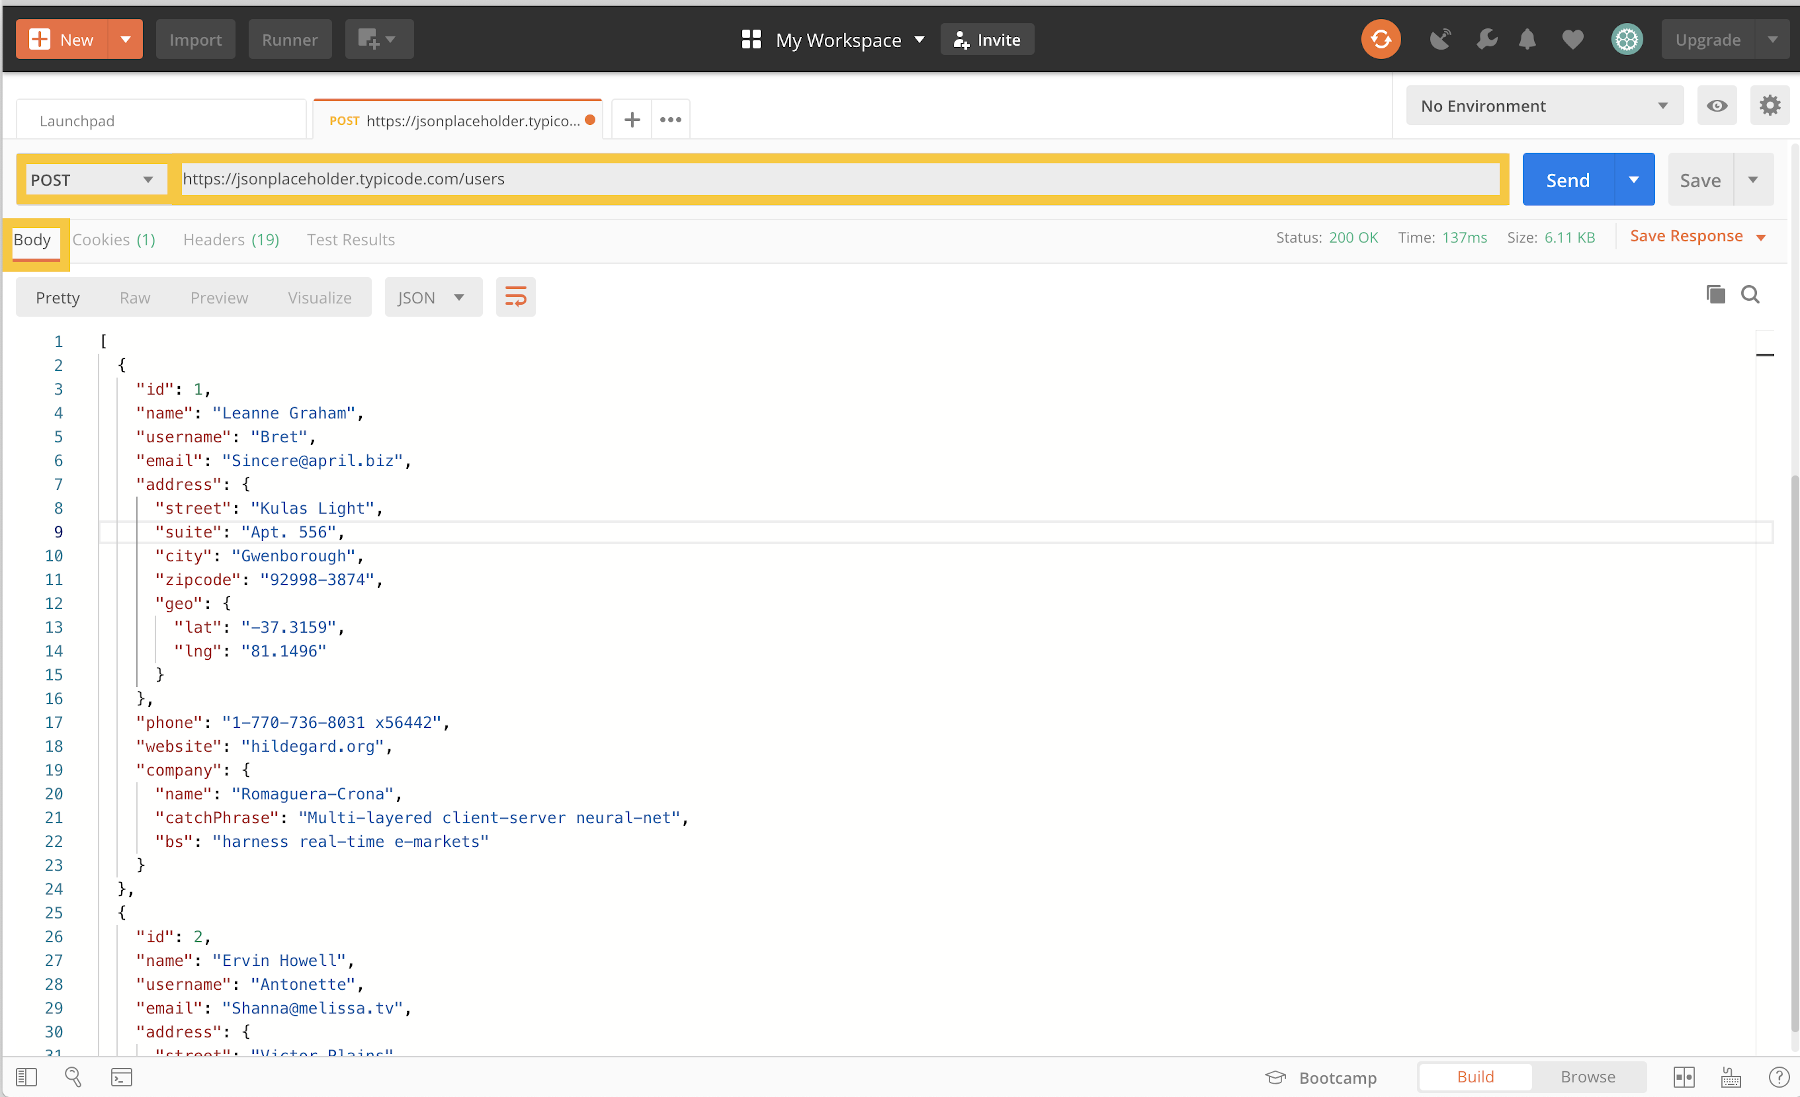 New Import Runner My Workspace Invite Upgrade
Launchpad POST https://jsonplaceholder.typico... No Environment
POST https://jsonplaceholder.typicode.com/users Send Save
Body Cookies (1) Headers (19) Test Results Status: 200 OK Time: 137ms Size: 6.11 KB Save Response
Pretty Raw Preview Visualize JSON
1 [
2 {
3 "id": 1,
4 "name": "Leanne Graham",
5 "username": "Bret",
6 "email": "Sincere@april.biz",
7 "address": {
8 "street": "Kulas Light",
9 "suite": "Apt. 556",
10 "city": "Gwenborough",
11 "zipcode": "92998-3874",
12 "geo": {
13 "lat": "-37.3159",
14 "lng": "81.1496"
15 }
16 },
17 "phone": "1-770-736-8031 x56442",
18 "website": "hildegard.org",
19 "company": {
20 "name": "Romaguera-Crona",
21 "catchPhrase": "Multi-layered client-server neural-net",
22 "bs": "harness real-time e-markets"
23 }
24 },
25 {
26 "id": 2,
27 "name": "Ervin Howell",
28 "username": "Antonette",
29 "email": "Shanna@melissa.tv",
30 "address": {
31 "street": "Victor Plains"
Bootcamp Build Browse